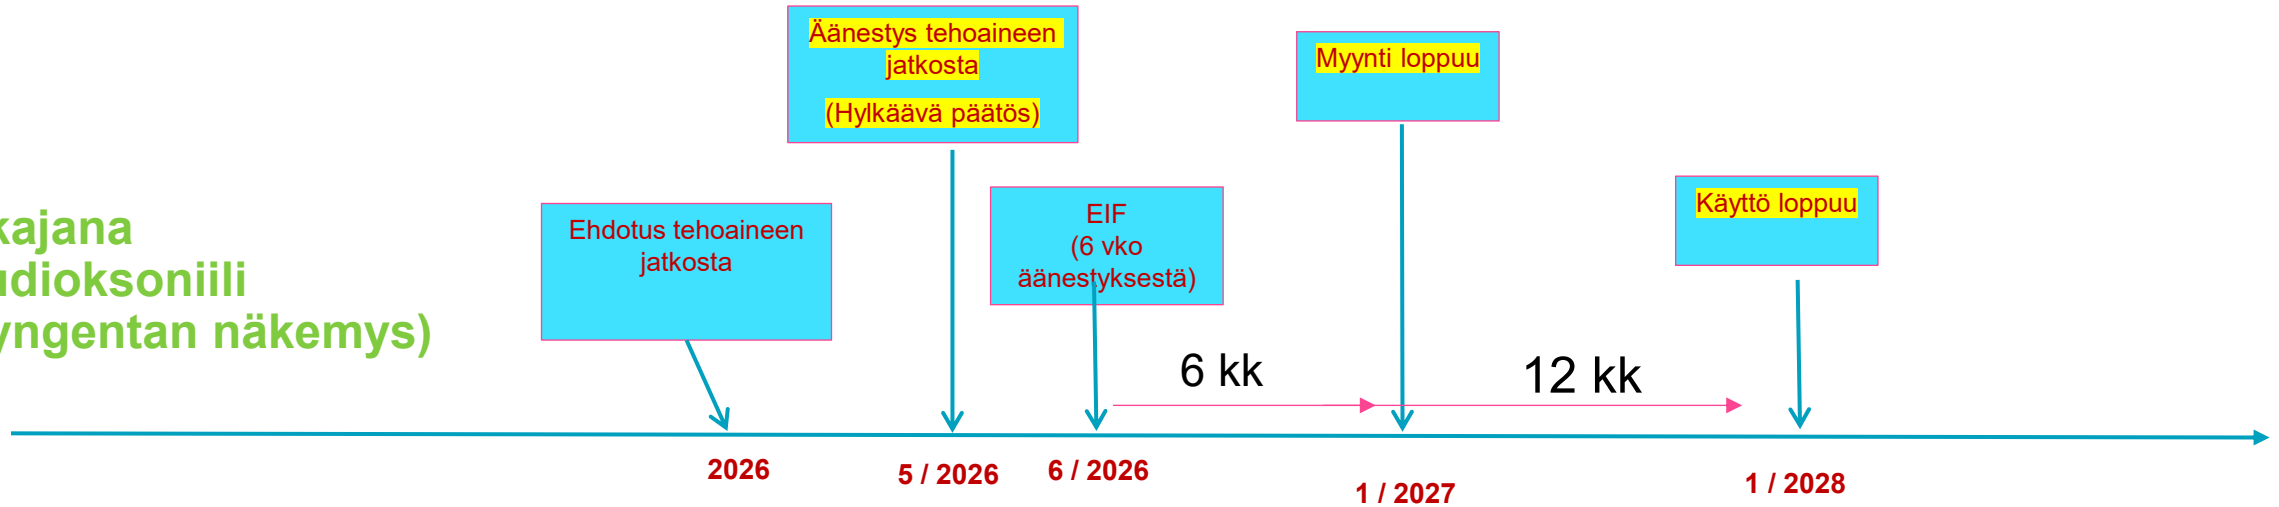 Äänestys tehoaineen
jatkosta
(Hylkäävä päätös)
Myynti loppuu
Käyttö loppuu
EIF
(6 vko
äänestyksestä)
Ehdotus tehoaineen
jatkosta
kajana
udioksoniili
yngentan näkemys)
6 kk
12 kk
2026
5 / 2026
6 / 2026
1 / 2027
1 / 2028